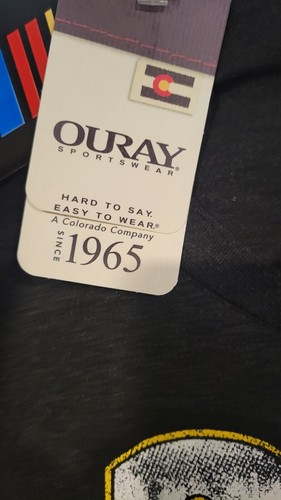 OURAY
SPORTSWEAR®
HARD TO SAY.
EASY TO WEAR.®
A Colorado Company
SINCE
1965